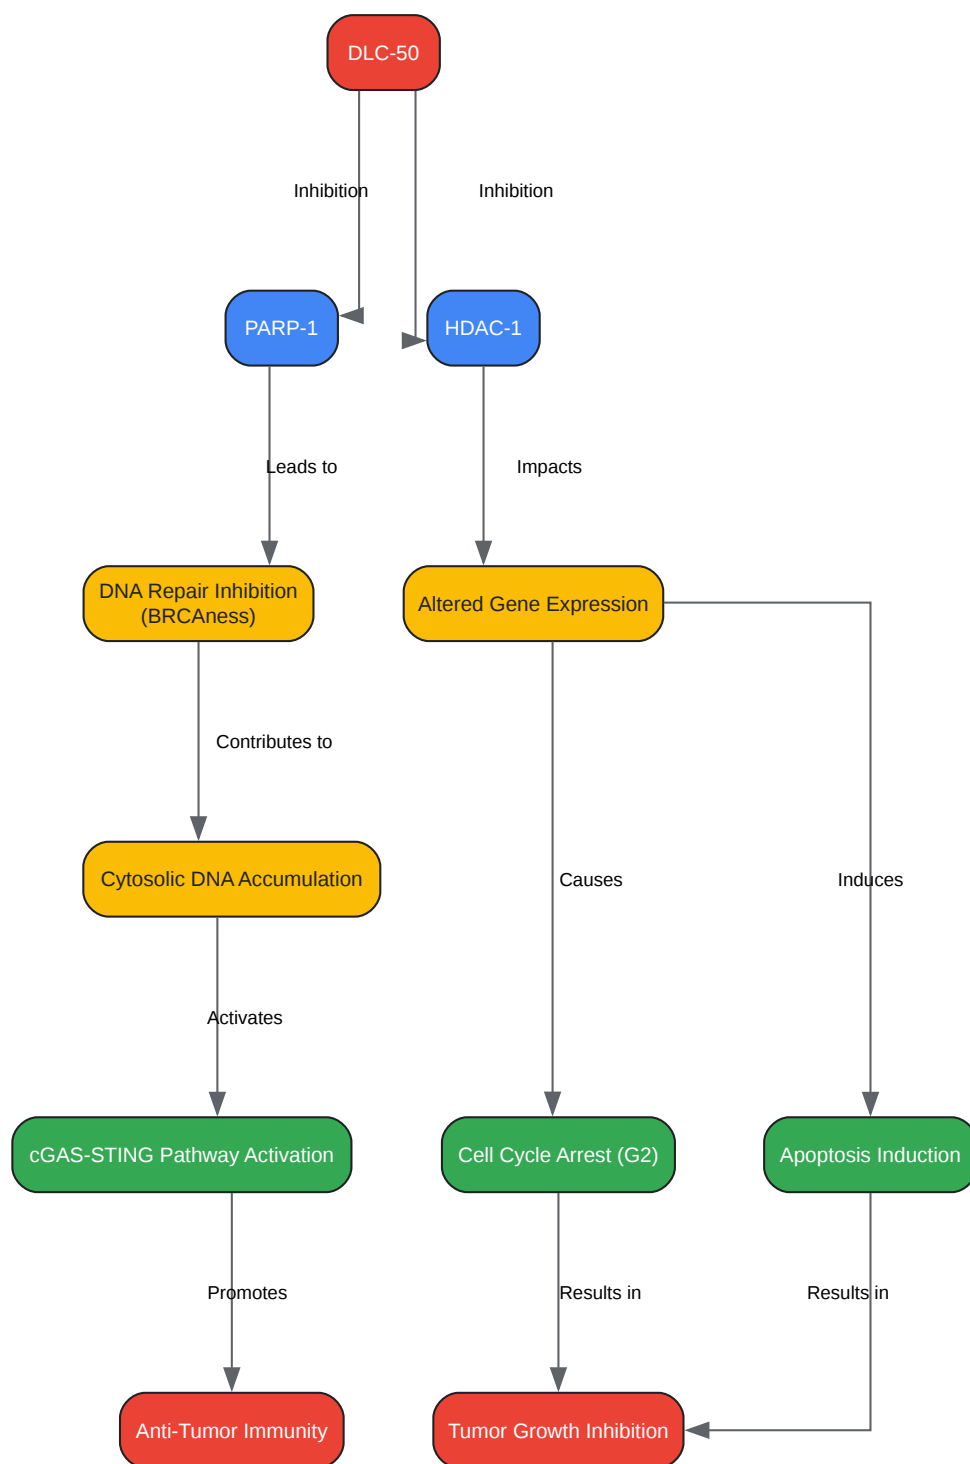 DLC-50
Inhibition
Inhibition
PARP-1
HDAC-1
Leads to
Impacts
DNA Repair Inhibition
(BRCAness)
Altered Gene Expression
Contributes to
Cytosolic DNA Accumulation
Causes
Induces
Activates
cGAS-STING Pathway Activation
Cell Cycle Arrest (G2)
Apoptosis Induction
Promotes
Results in
Results in
Anti-Tumor Immunity
Tumor Growth Inhibition